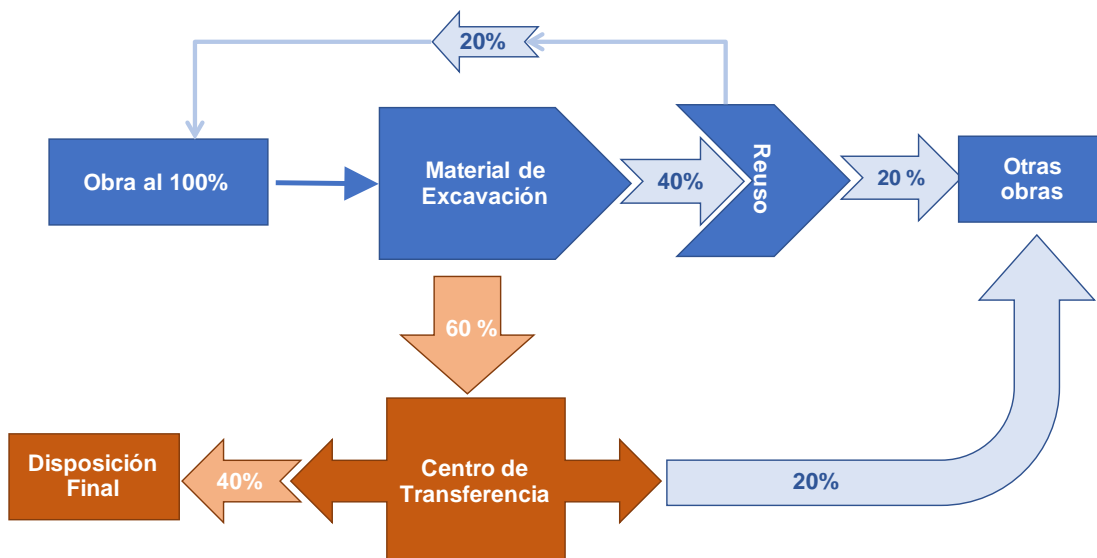 20%
Obra al 100%
Material de
Excavación
40%
Reuso
20 %
Otras
obras
60 %
Disposición
Final
40%
Centro de
Transferencia
20%